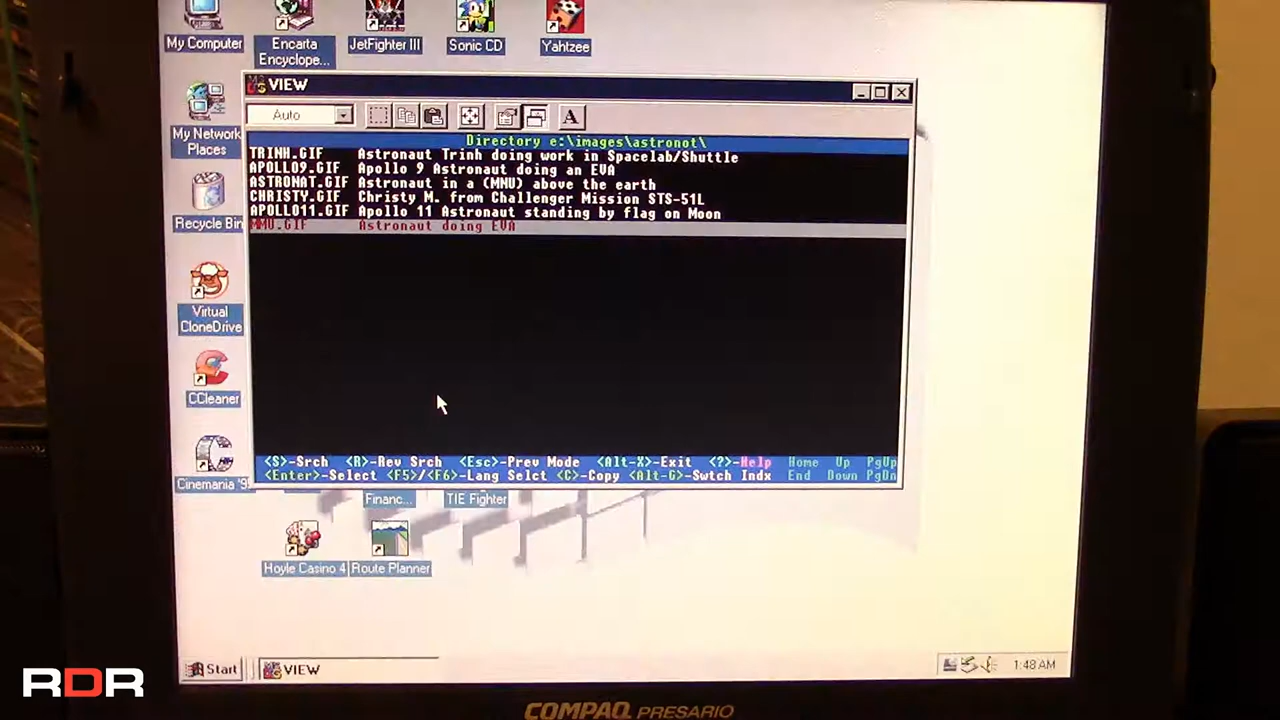 My Computer
Encarta
Encyclope...
JetFighter III
Sonic CD
Yahtzee
VIEW
Auto
A
My Network
Places
Directory e:\images\astronot\
TRINH.GIF Astronaut Trinh doing work in Spacelab/Shuttle
APOLLO9.GIF Apollo 9 Astronaut doing an EVA
ASTRONAT.GIF Astronaut in a (MNU) above the earth
CHRISTY.GIF Christy M. from Challenger Mission STS-51L
APOLLO11.GIF Apollo 11 Astronaut standing by flag on Moon
MMU.GIF Astronaut doing EVA
Recycle Bin
Virtual
CloneDrive
CCleaner
<S>-Srch <R>-Rev Srch <Esc>-Prev Mode <Alt-X>-Exit <?>-Help Home Up PgUp
<Enter>-Select <F5>/<F6>-Lang Selct <C>-Copy <Alt-G>-Swtch Indx End Down PgDn
Cinemania '9
Financ...
TIE Fighter
Hoyle Casino 4
Route Planner
Start
VIEW
1:48 AM
RDR
COMPAQ PRESARIO